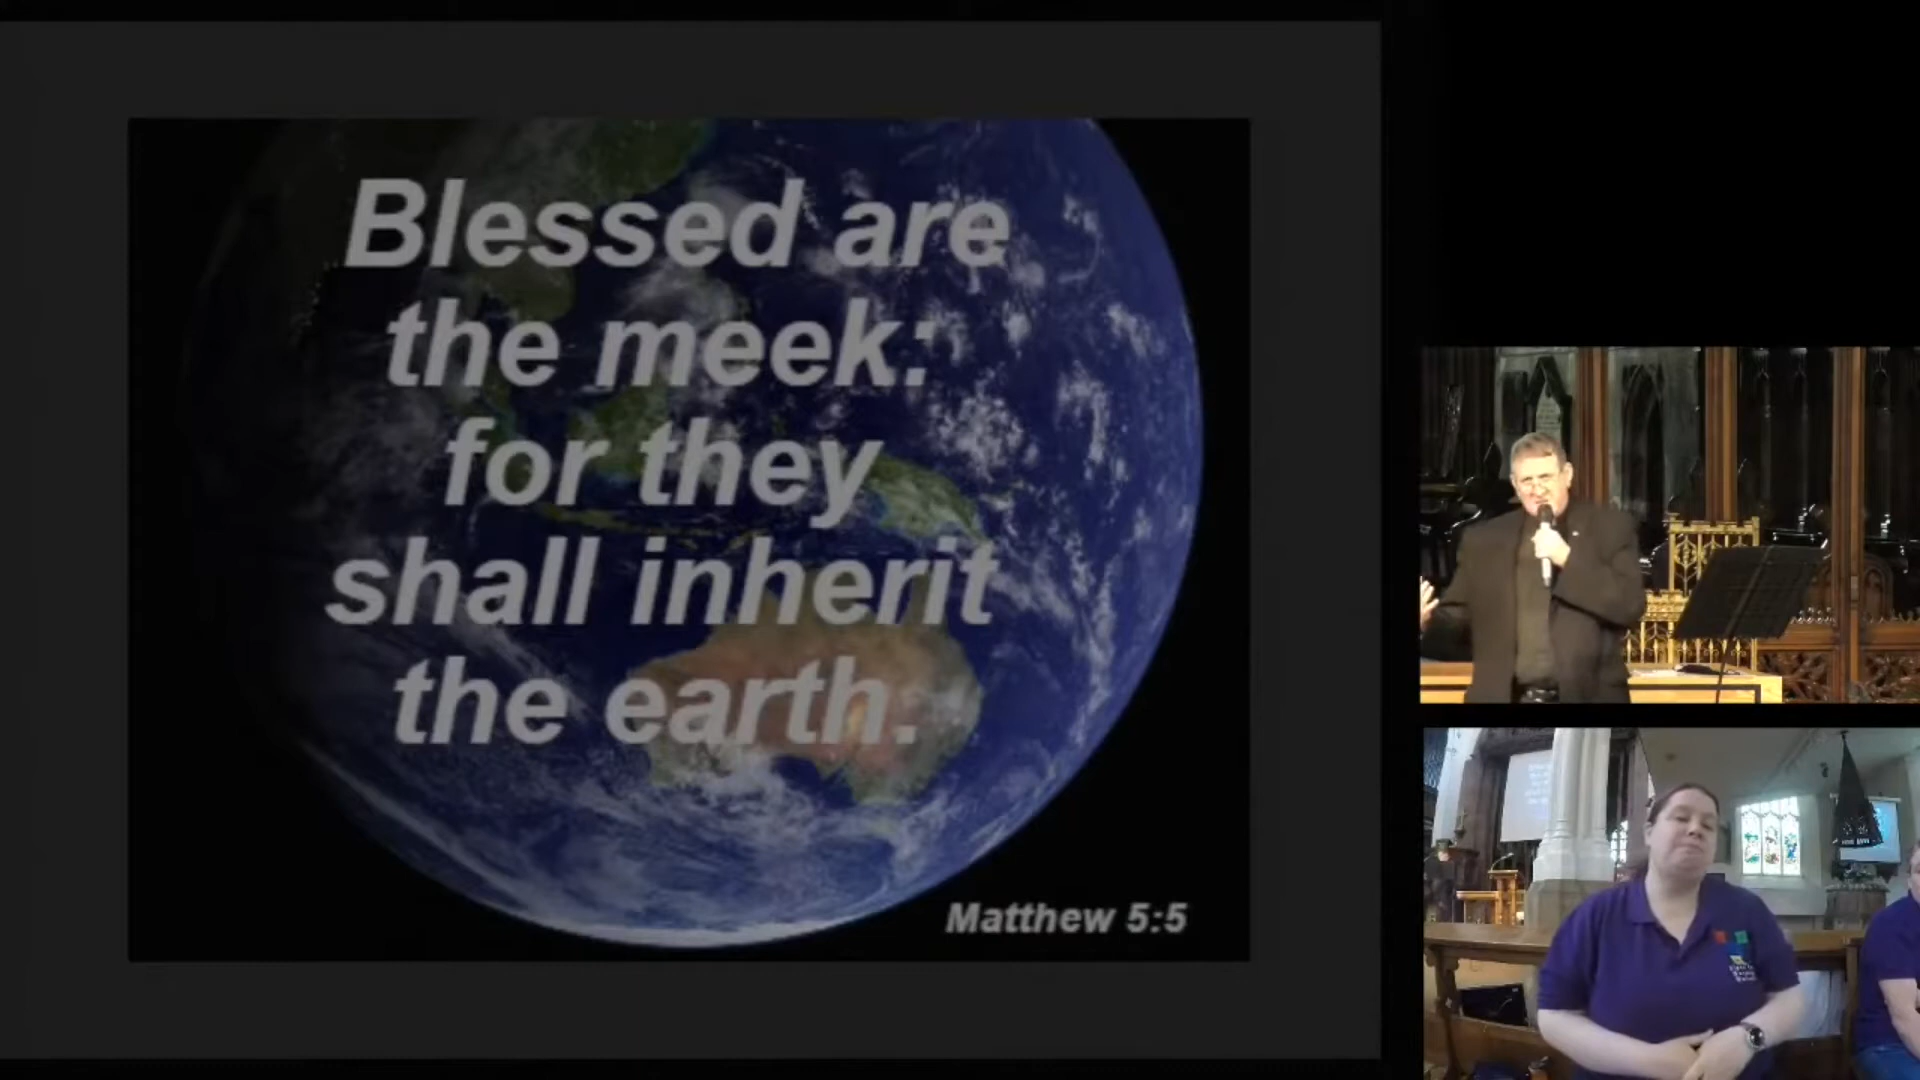 Blessed are
the meek:
for they
shall inherit
the earth.
Matthew 5:5